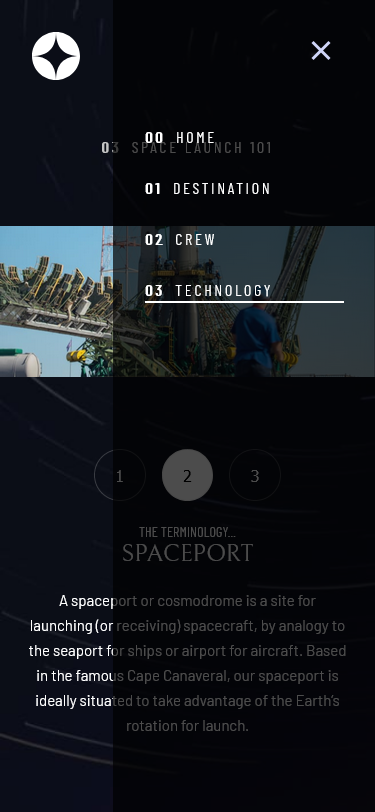 00 HOME
03 SPACE LAUNCH 101
01 DESTINATION
02 CREW
03 TECHNOLOGY
1 2 3
THE TERMINOLOGY...
SPACEPORT
A spaceport or cosmodrome is a site for
launching (or receiving) spacecraft, by analogy to
the seaport for ships or airport for aircraft. Based
in the famous Cape Canaveral, our spaceport is
ideally situated to take advantage of the Earth’s
rotation for launch.